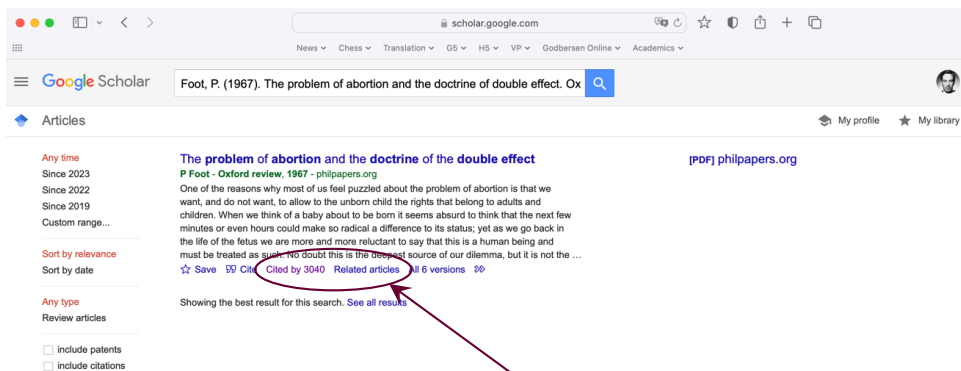 scholar.google.com
News Chess Translation G5 H5 VP Godbersen Online Academics
Google Scholar
Foot, P. (1967). The problem of abortion and the doctrine of double effect. Ox
Articles
My profile My library
Any time
Since 2023
Since 2022
Since 2019
Custom range...
Sort by relevance
Sort by date
Any type
Review articles
include patents
include citations
The problem of abortion and the doctrine of the double effect
P Foot - Oxford review, 1967 - philpapers.org
One of the reasons why most of us feel puzzled about the problem of abortion is that we
want, and do not want, to allow to the unborn child the rights that belong to adults and
children. When we think of a baby about to be born it seems absurd to think that the next few
minutes or even hours could make so radical a difference to its status; yet as we go back in
the life of the fetus we are more and more reluctant to say that this is a human being and
must be treated as such. No doubt this is the deepest source of our dilemma, but it is not the …
Save Cite Cited by 3040 Related articles All 6 versions
Showing the best result for this search. See all results
[PDF] philpapers.org